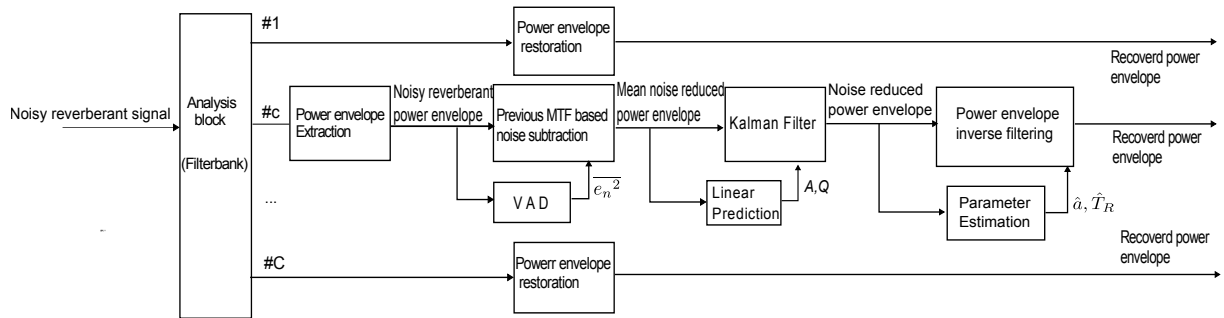 #1
Power envelope
restoration
Recoverd power
envelope
Noisy reverberant signal
Analysis
block
(Filterbank)
#c
Power envelope
Extraction
Noisy reverberant
power envelope
Previous MTF based
noise subtraction
Mean noise reduced
power envelope
Kalman Filter
Noise reduced
power envelope
Power envelope
inverse filtering
Recoverd power
envelope
...
VAD
$\overline{e_n^2}$
Linear
Prediction
A,Q
Parameter
Estimation
$\hat{a}, \hat{T}_R$
#C
Powerr envelope
restoration
Recoverd power
envelope